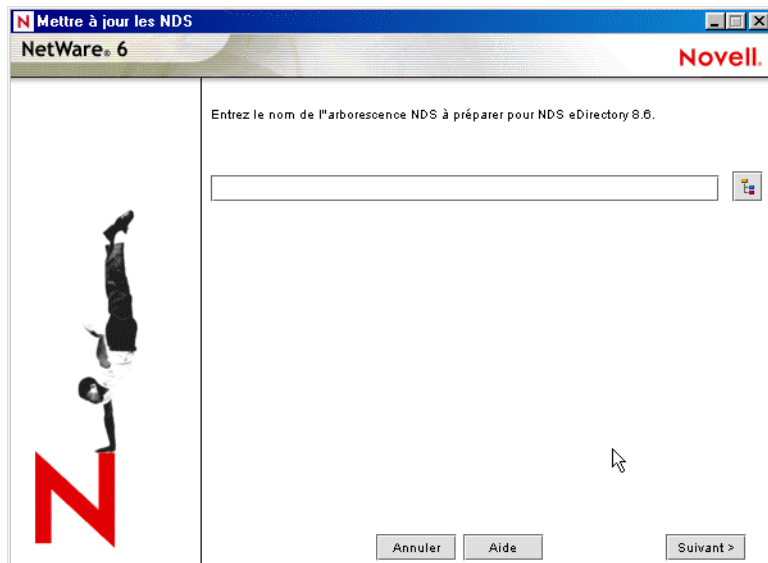 N Mettre à jour les NDS
NetWare® 6
Novell.
Entrez le nom de l''arborescence NDS à préparer pour NDS eDirectory 8.6.
N
Annuler
Aide
Suivant >